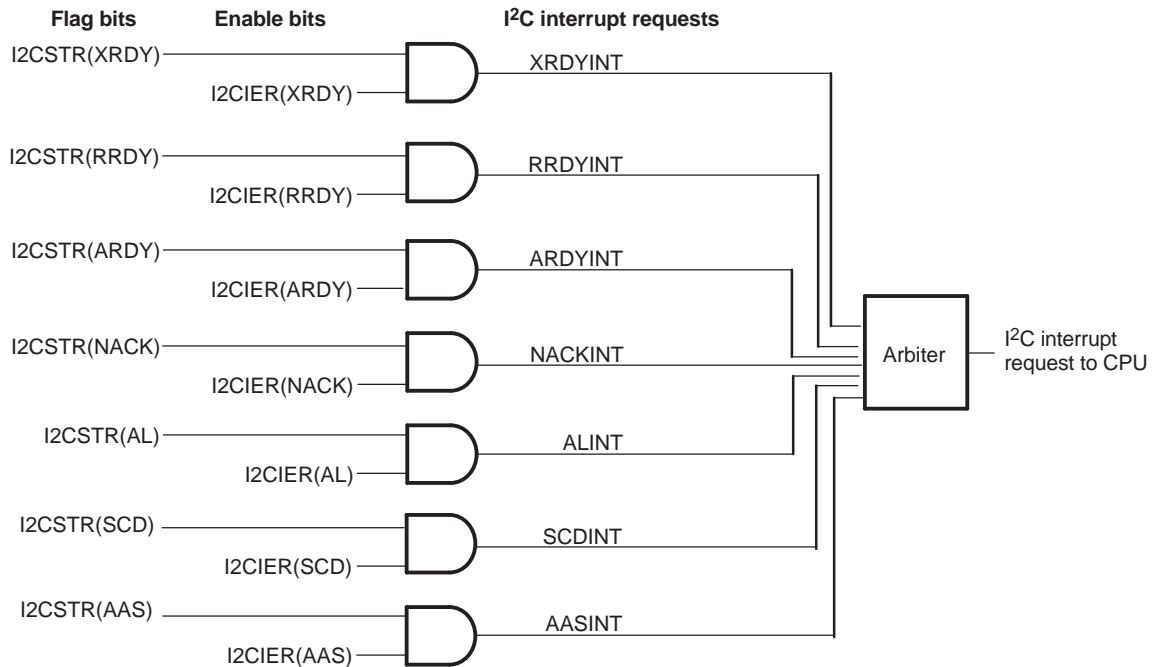 Flag bits
Enable bits
I2C interrupt requests
I2CSTR(XRDY)
XRDYINT
I2CIER(XRDY)
I2CSTR(RRDY)
RRDYINT
I2CIER(RRDY)
I2CSTR(ARDY)
ARDYINT
I2CIER(ARDY)
I2CSTR(NACK)
NACKINT
I2CIER(NACK)
Arbiter
I2C interrupt
request to CPU
I2CSTR(AL)
ALINT
I2CIER(AL)
I2CSTR(SCD)
SCDINT
I2CIER(SCD)
I2CSTR(AAS)
AASINT
I2CIER(AAS)